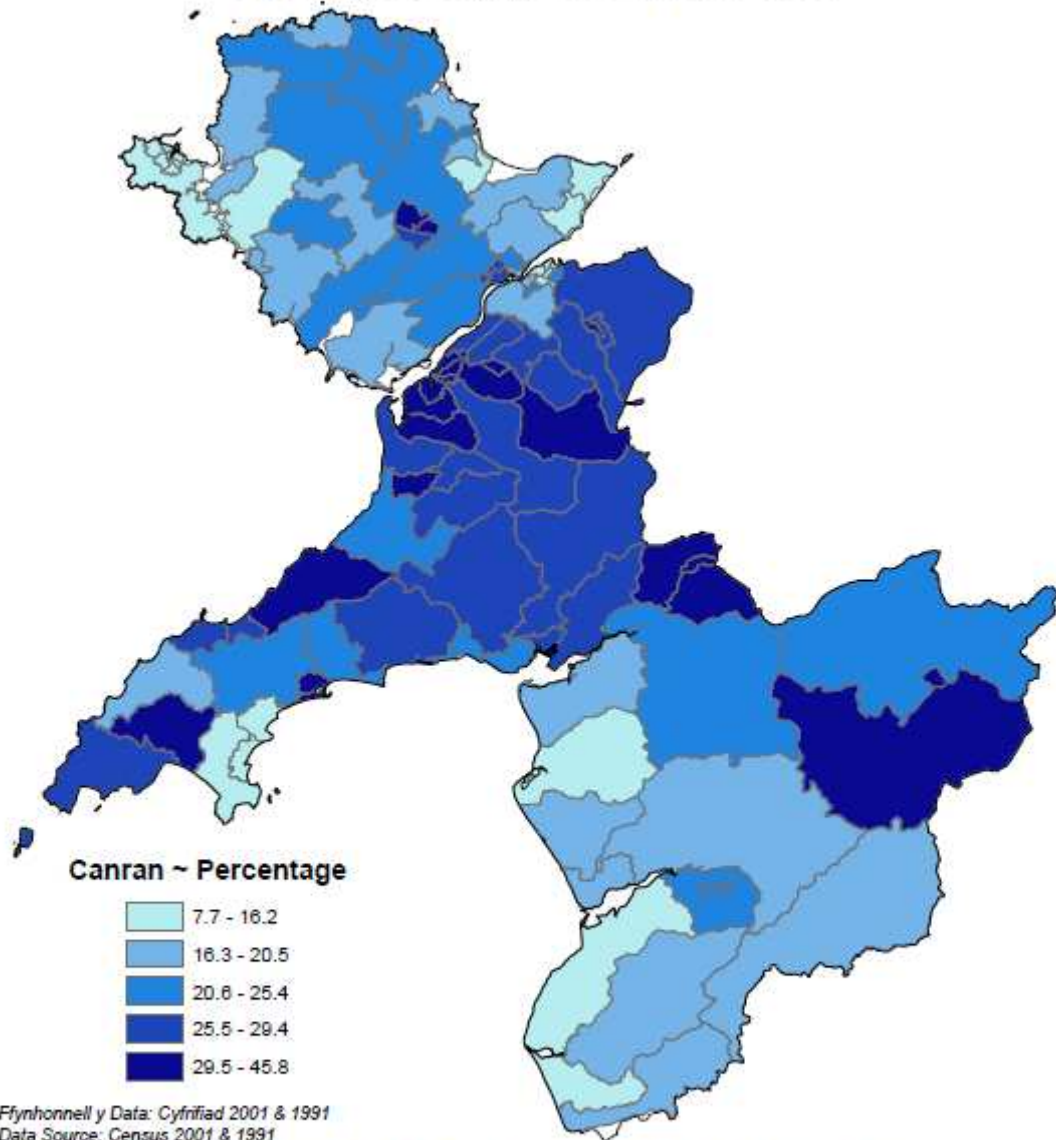 Canran ~ Percentage
7.7 - 16.2
16.3 - 20.5
20.6 - 25.4
25.5 - 29.4
29.5 - 45.8
Ffynhonnell y Data: Cyfrifiad 2001 & 1991
Data Source: Census 2001 & 1991